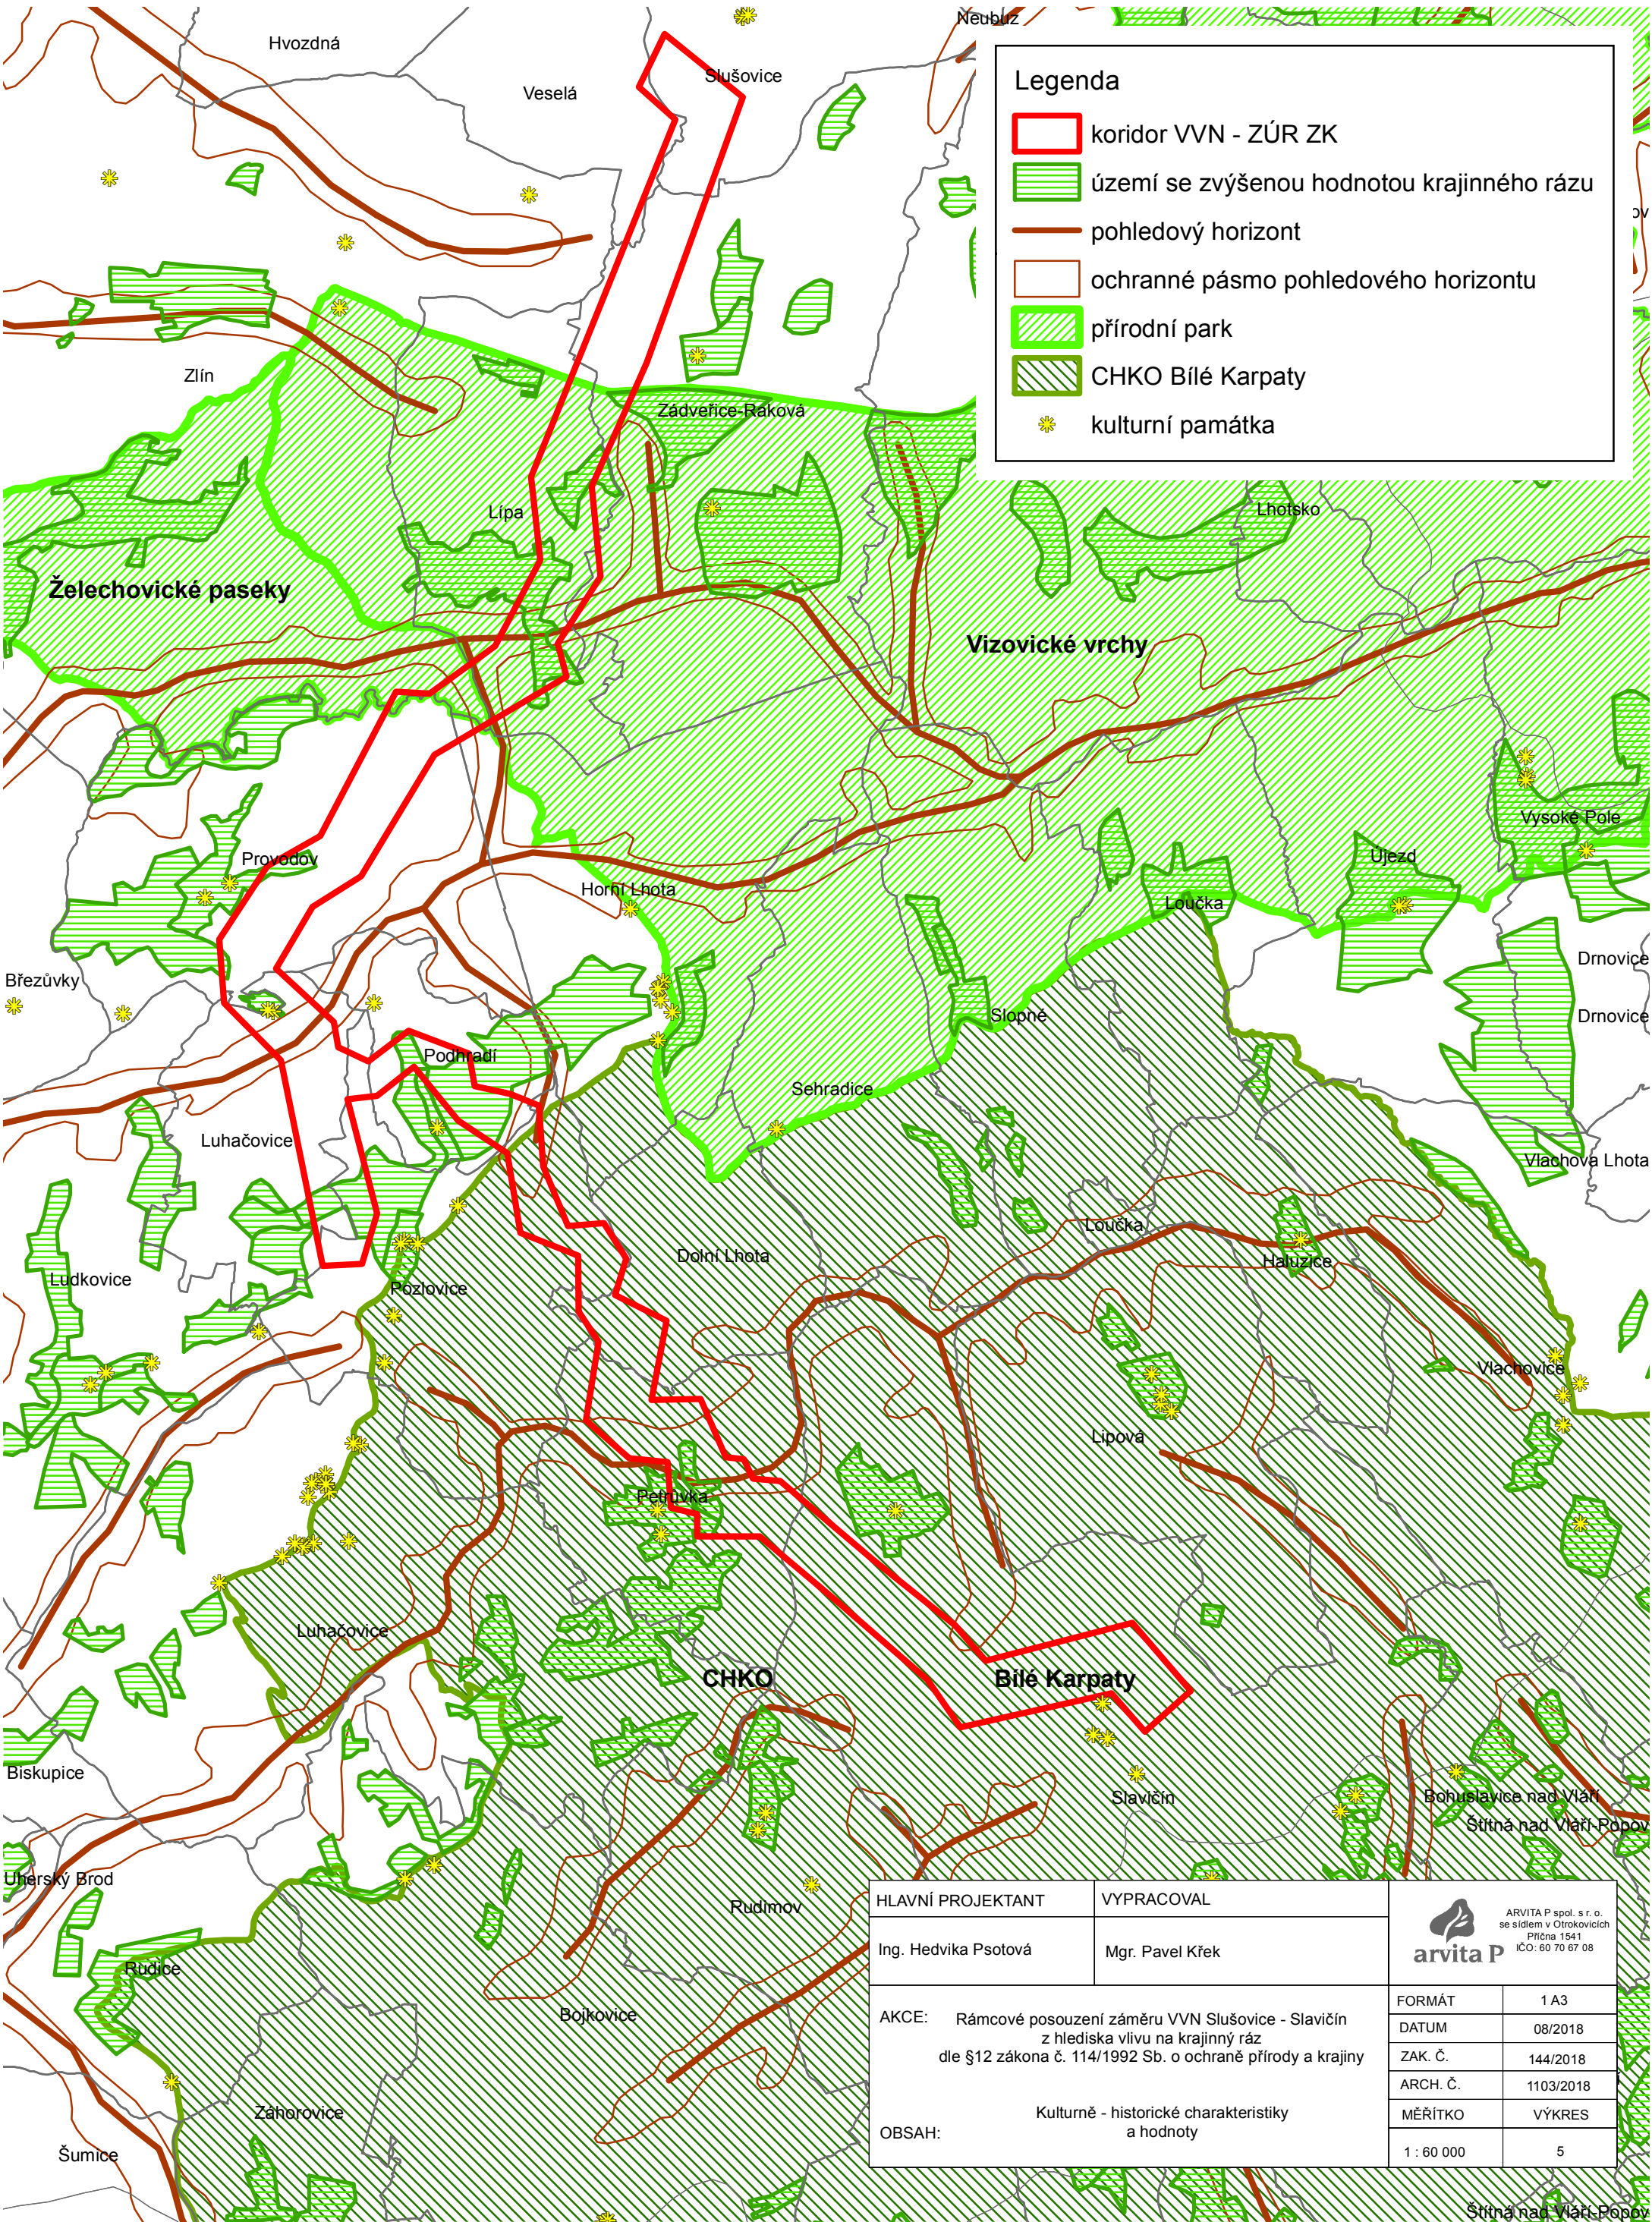 Neubuz
Hvozdná
Slušovice
Veselá
Legenda
koridor VVN - ZÚR ZK
území se zvýšenou hodnotou krajinného rázu
pohledový horizont
ochranné pásmo pohledového horizontu
přírodní park
CHKO Bílé Karpaty
kulturní památka
ov
Zlín
Zádveřice-Raková
Lípa
Lhotsko
Želechovické paseky
Vizovické vrchy
Vysoké Pole
Provodov
Újezd
Horní Lhota
Loučka
Březůvky
Drnovice
Slopné
Drnovice
Podhradí
Sehradice
Luhačovice
Vlachova Lhota
Loučka
Dolní Lhota
Haluzice
Ludkovice
Pozlovice
Vlachovice
Lipová
Petrůvka
Luhačovice
CHKO
Bílé Karpaty
Biskupice
Slavičín
Bohuslavice nad Vláří
Štítná nad Vláří-Popov
Uherský Brod
Rudimov
Rudice
Bojkovice
Záhorovice
Šumice
HLAVNÍ PROJEKTANT
VYPRACOVAL
Ing. Hedvika Psotová
Mgr. Pavel Křek
arvita P
ARVITA P spol. s r. o.
se sídlem v Otrokovicích
Příčna 1541
IČO: 60 70 67 08
AKCE: Rámcové posouzení záměru VVN Slušovice - Slavičín
z hlediska vlivu na krajinný ráz
dle §12 zákona č. 114/1992 Sb. o ochraně přírody a krajiny
OBSAH: Kulturně - historické charakteristiky
a hodnoty
FORMÁT 1 A3
DATUM 08/2018
ZAK. Č. 144/2018
ARCH. Č. 1103/2018
MĚŘÍTKO VÝKRES
1 : 60 000 5
Štítná nad Vláří-Popov